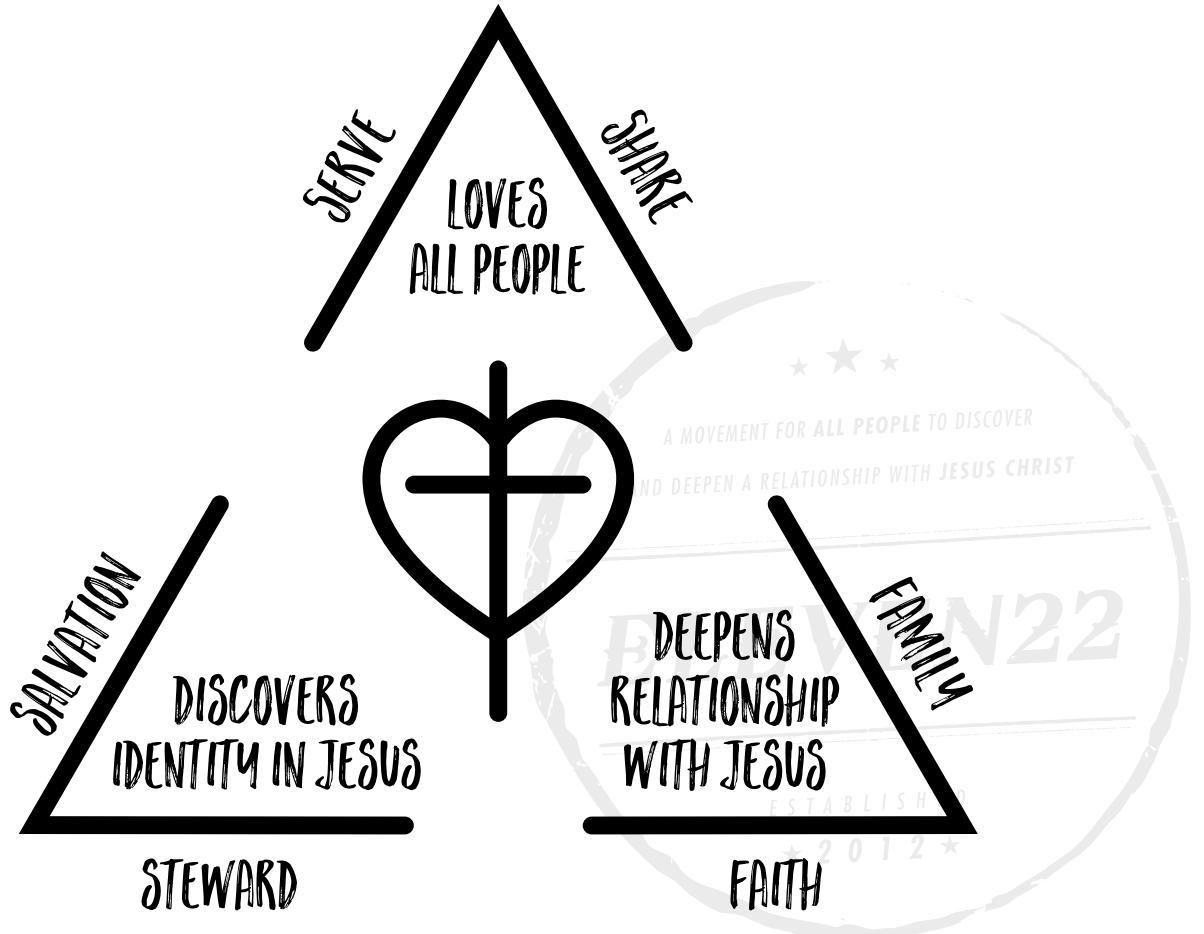 SERVE
SHARE
LOVES
ALL PEOPLE
A MOVEMENT FOR ALL PEOPLE TO DISCOVER
AND DEEPEN A RELATIONSHIP WITH JESUS CHRIST
SALVATION
DISCOVERS
IDENTITY IN JESUS
STEWARD
ELEVEN22
FAMILY
DEEPENS
RELATIONSHIP
WITH JESUS
ESTABLISHED
2012
FAITH